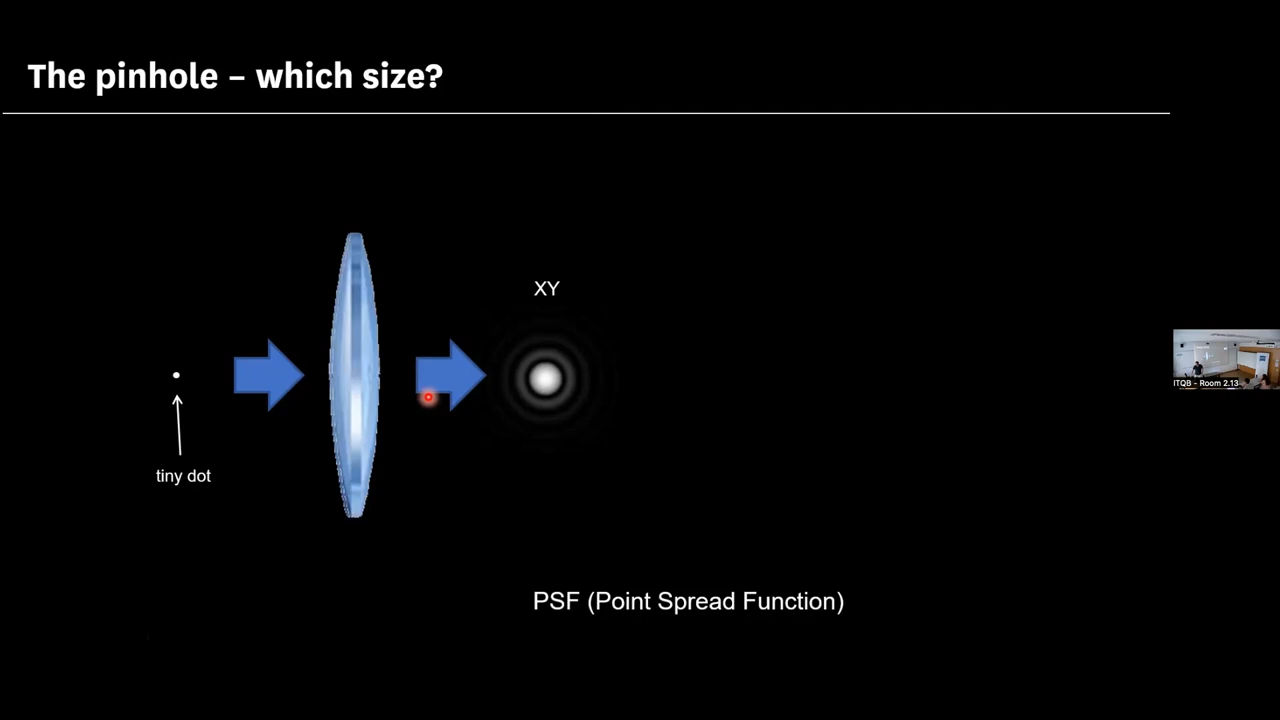 The pinhole – which size?
XY
tiny dot
ITQB - Room 2.13
PSF (Point Spread Function)